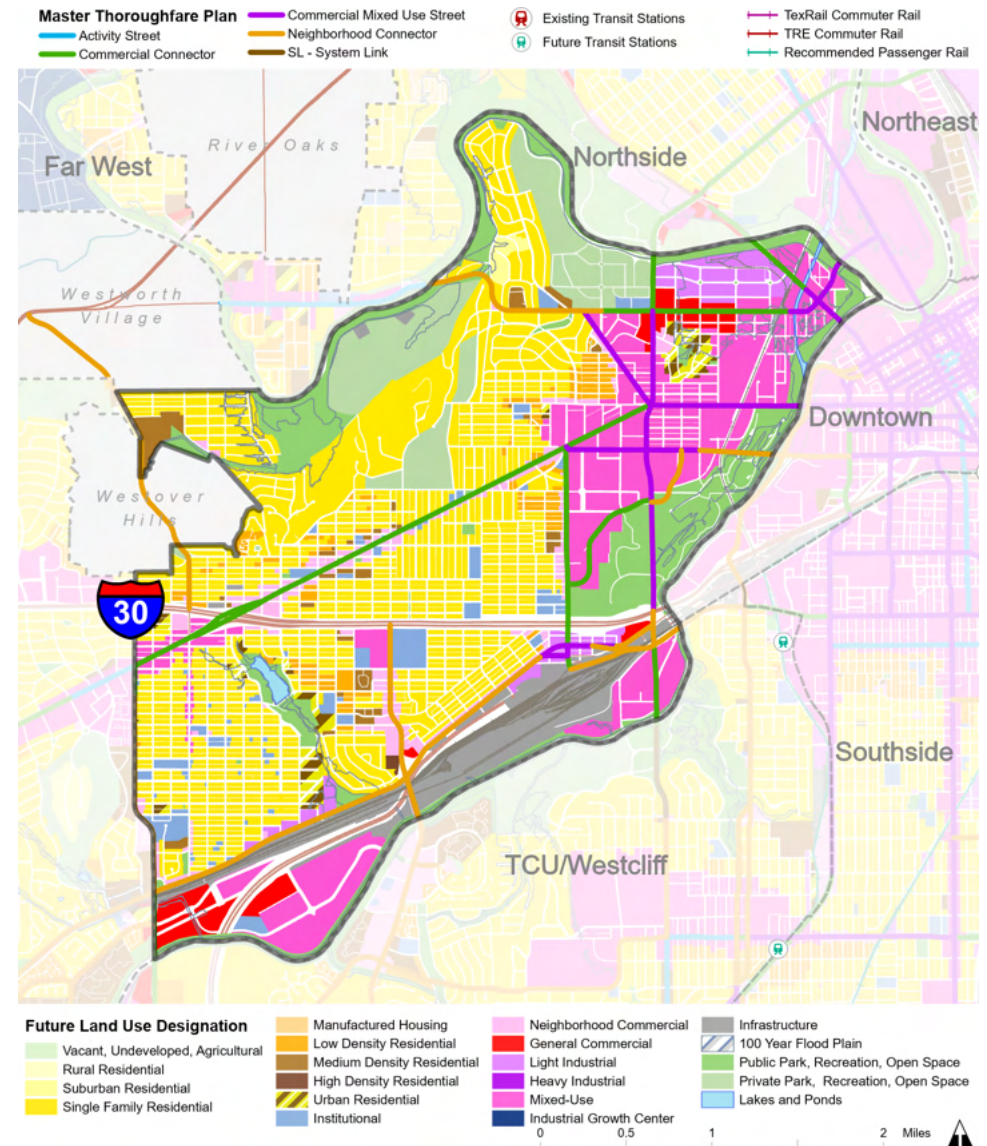 Master Thoroughfare Plan
Activity Street
Commercial Connector
Commercial Mixed Use Street
Neighborhood Connector
SL - System Link
Existing Transit Stations
Future Transit Stations
TexRail Commuter Rail
TRE Commuter Rail
Recommended Passenger Rail
Northeast
River Oaks
Far West
Northside
Westworth
Village
Downtown
Westover
Hills
30
Southside
TCU/Westcliff
Future Land Use Designation
Vacant, Undeveloped, Agricultural
Rural Residential
Suburban Residential
Single Family Residential
Manufactured Housing
Low Density Residential
Medium Density Residential
High Density Residential
Urban Residential
Institutional
Neighborhood Commercial
General Commercial
Light Industrial
Heavy Industrial
Mixed-Use
Industrial Growth Center
Infrastructure
100 Year Flood Plain
Public Park, Recreation, Open Space
Private Park, Recreation, Open Space
Lakes and Ponds
0 0.5 1 2 Miles